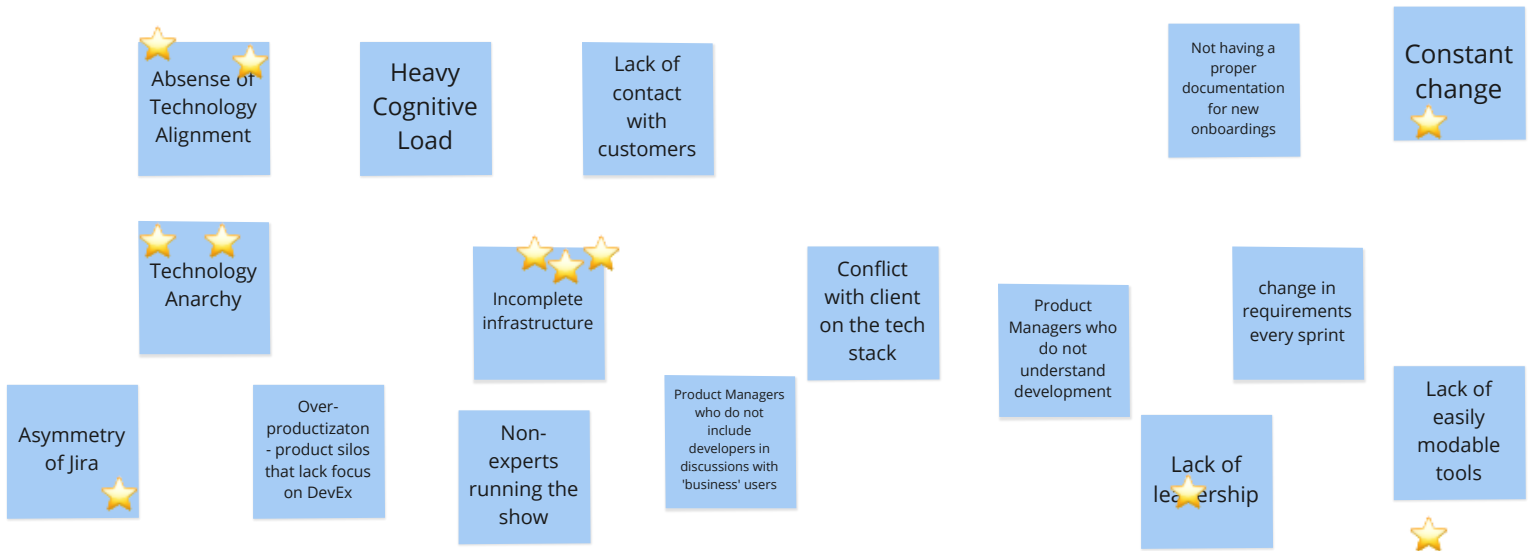 Absense of
Technology
Alignment
Heavy
Cognitive
Load
Lack of
contact
with
customers
Not having a
proper
documentation
for new
onboardings
Constant
change
Technology
Anarchy
Incomplete
infrastructure
Conflict
with client
on the tech
stack
Product
Managers who
do not
understand
development
change in
requirements
every sprint
Asymmetry
of Jira
Over-
productizaton
- product silos
that lack focus
on DevEx
Non-
experts
running the
show
Product Managers
who do not
include
developers in
discussions with
'business' users
Lack of
leadership
Lack of
easily
modable
tools